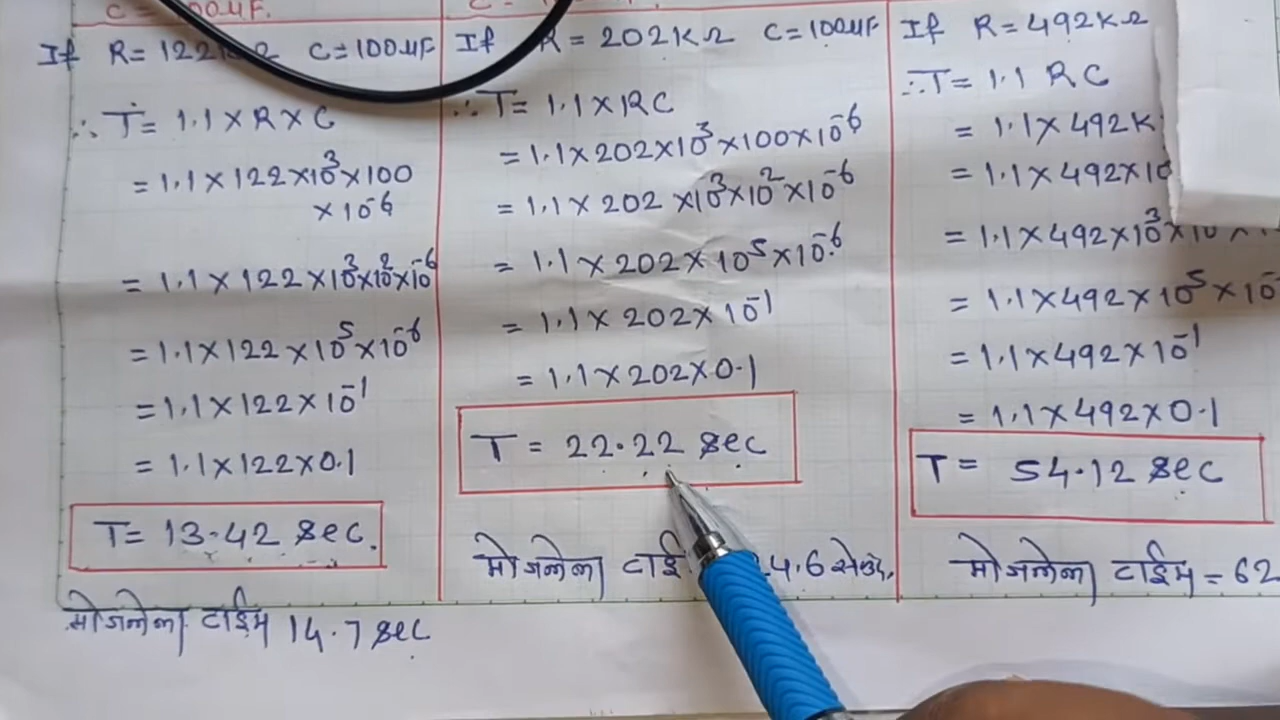 C = 100µF.
If R = 122KΩ C = 100µF
∴ T = 1.1 × R × C
= 1.1 × 122 × 10³ × 100
× 10⁻⁶
= 1.1 × 122 × 10³ × 10² × 10⁻⁶
= 1.1 × 122 × 10⁵ × 10⁻⁶
= 1.1 × 122 × 10⁻¹
= 1.1 × 122 × 0.1
T = 13.42 sec.
मोजलेला टाईम 14.7 sec
If R = 202KΩ C = 100µF
∴ T = 1.1 × RC
= 1.1 × 202 × 10³ × 100 × 10⁻⁶
= 1.1 × 202 × 10³ × 10² × 10⁻⁶
= 1.1 × 202 × 10⁵ × 10⁻⁶
= 1.1 × 202 × 10⁻¹
= 1.1 × 202 × 0.1
T = 22.22 sec
मोजलेला 4.6
If R = 492KΩ
∴ T = 1.1 RC
= 1.1 × 492K
= 1.1 × 492 × 10
= 1.1 × 492 × 10³ × 10
= 1.1 × 492 × 10⁵ × 10⁻
= 1.1 × 492 × 10⁻¹
= 1.1 × 492 × 0.1
T = 54.12 sec
मोजलेला टाईम = 62